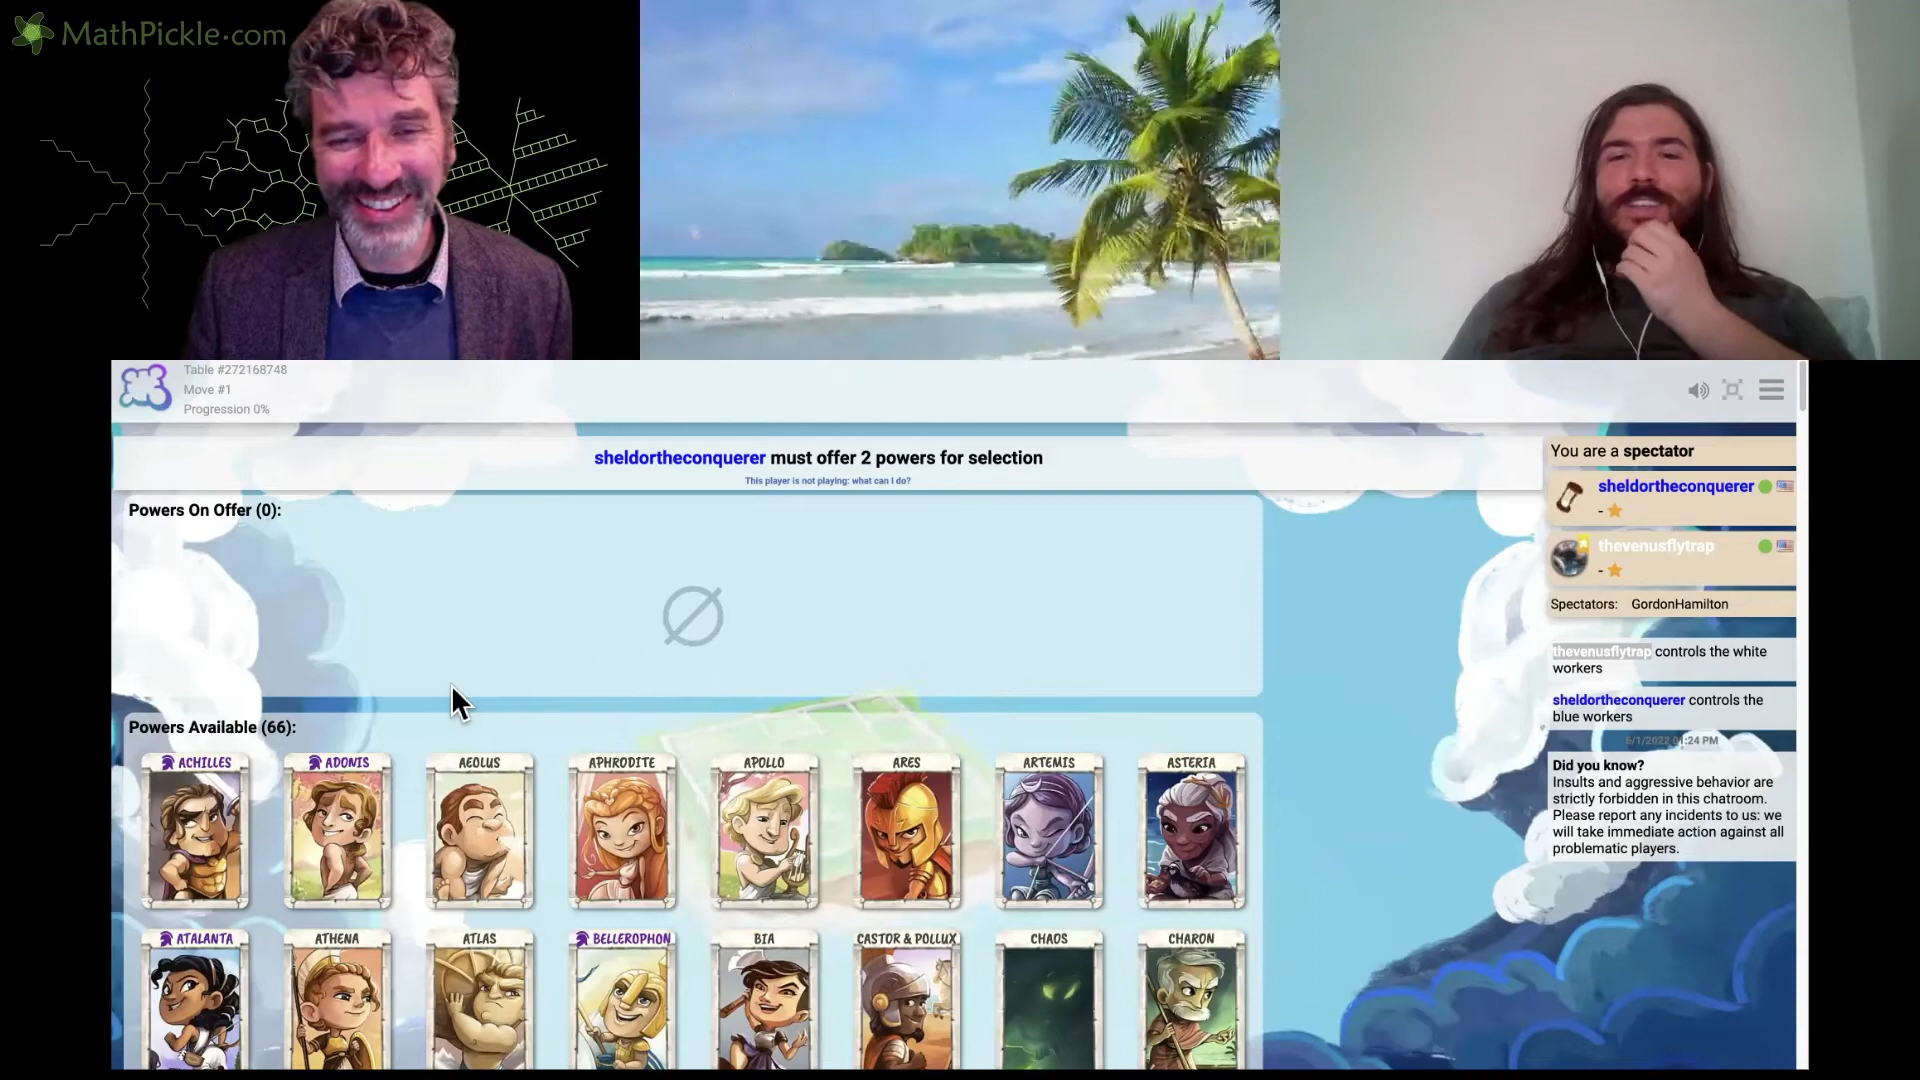 MathPickle.com
Table #272168748
Move #1
Progression 0%
sheldortheconquerer must offer 2 powers for selection
This player is not playing: what can I do?
Powers On Offer (0):
Powers Available (66):
ACHILLES
ADONIS
AEOLUS
APHRODITE
APOLLO
ARES
ARTEMIS
ASTERIA
ATALANTA
ATHENA
ATLAS
BELLEROPHON
BIA
CASTOR & POLLUX
CHAOS
CHARON
You are a spectator
sheldortheconquerer
-
thevenusflytrap
-
Spectators: GordonHamilton
thevenusflytrap controls the white
workers
sheldortheconquerer controls the
blue workers
:24 PM
Did you know?
Insults and aggressive behavior are
strictly forbidden in this chatroom.
Please report any incidents to us: we
will take immediate action against all
problematic players.